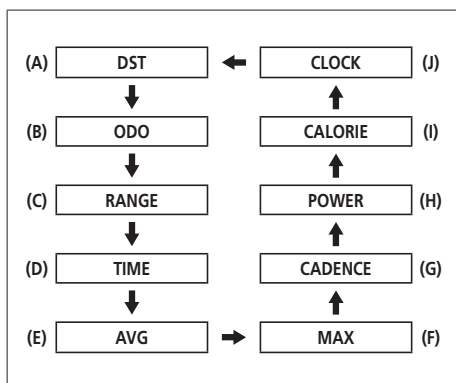 (A) DST CLOCK (J)
(B) ODO CALORIE (I)
(C) RANGE POWER (H)
(D) TIME CADENCE (G)
(E) AVG MAX (F)